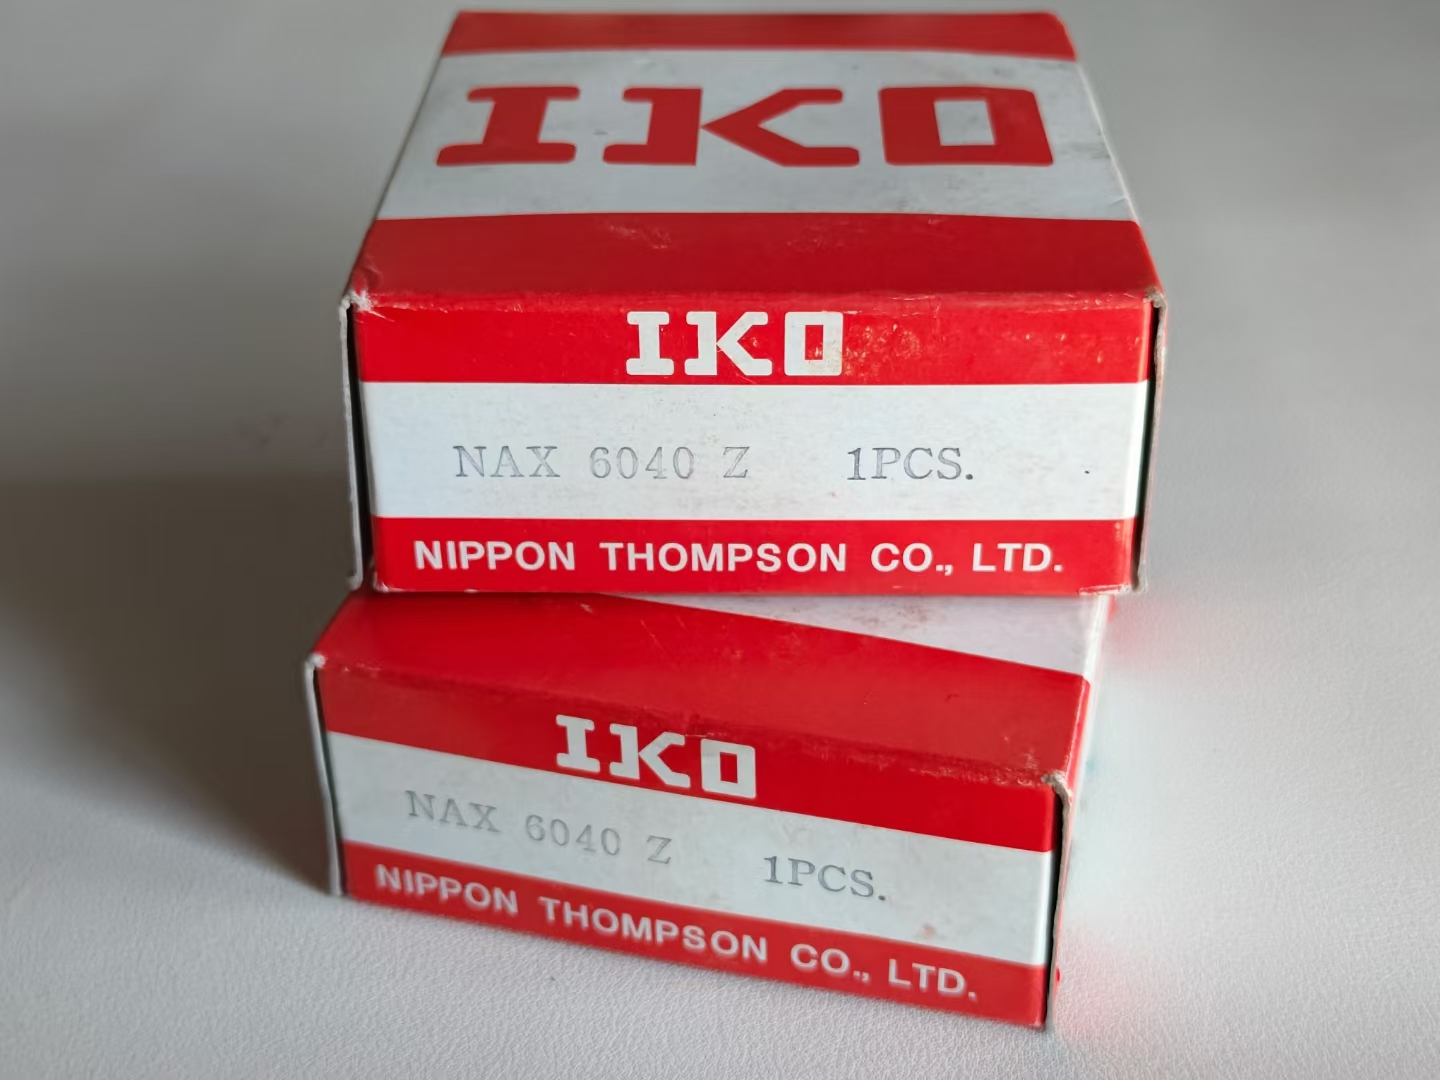 IKO
IKO
NAX 6040 Z 1PCS.
NIPPON THOMPSON CO., LTD.
IKO
NAX 6040 Z 1PCS.
NIPPON THOMPSON CO., LTD.